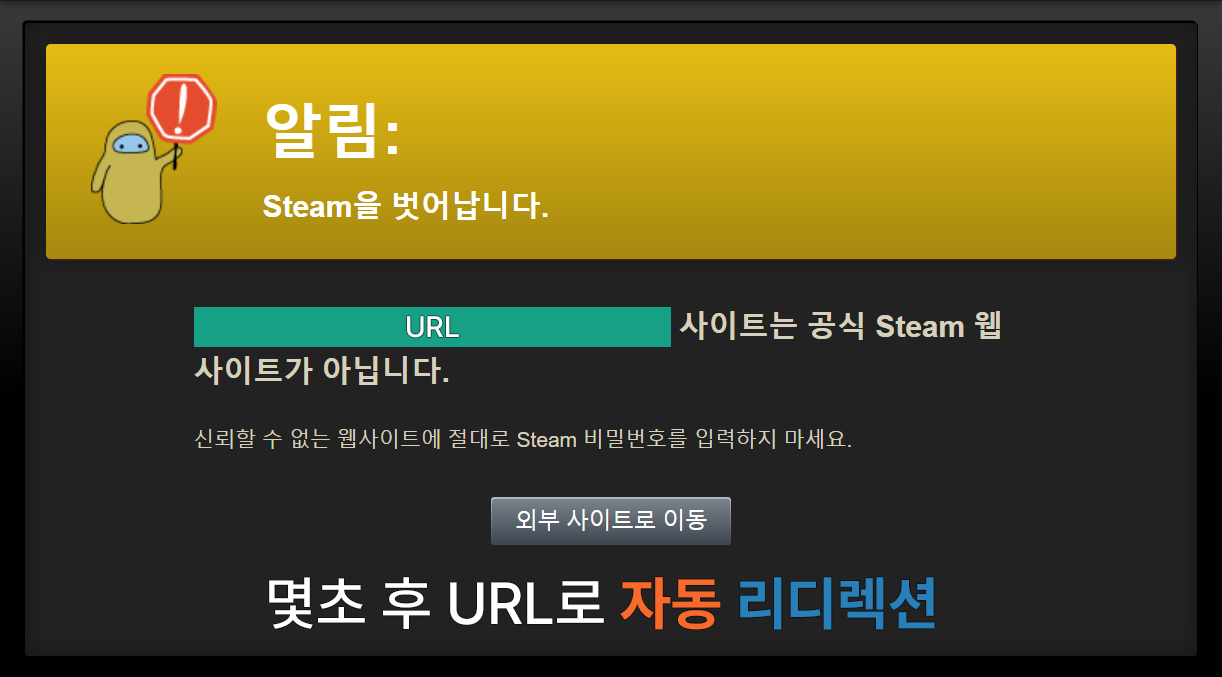 알림:
Steam을 벗어납니다.
URL 사이트는 공식 Steam 웹
사이트가 아닙니다.
신뢰할 수 없는 웹사이트에 절대로 Steam 비밀번호를 입력하지 마세요.
외부 사이트로 이동
몇초 후 URL로 자동 리디렉션